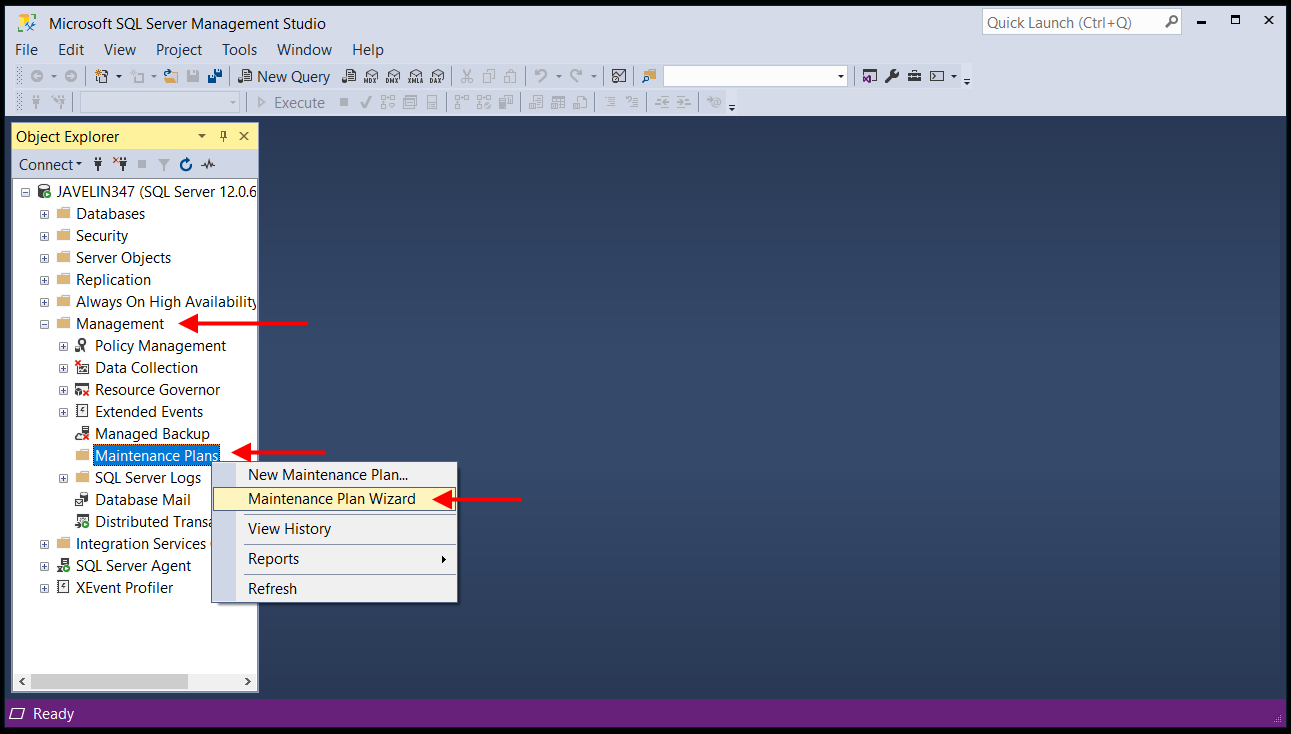 Microsoft SQL Server Management Studio
Quick Launch (Ctrl+Q)
File Edit View Project Tools Window Help
New Query MDX DMX XMLA DAX
Execute
Object Explorer
Connect
JAVELIN347 (SQL Server 12.0.6
Databases
Security
Server Objects
Replication
Always On High Availability
Management
Policy Management
Data Collection
Resource Governor
Extended Events
Managed Backup
Maintenance Plans
New Maintenance Plan...
SQL Server Logs
Maintenance Plan Wizard
Database Mail
Distributed Transa
View History
Integration Services
Reports
SQL Server Agent
XEvent Profiler
Refresh
Ready